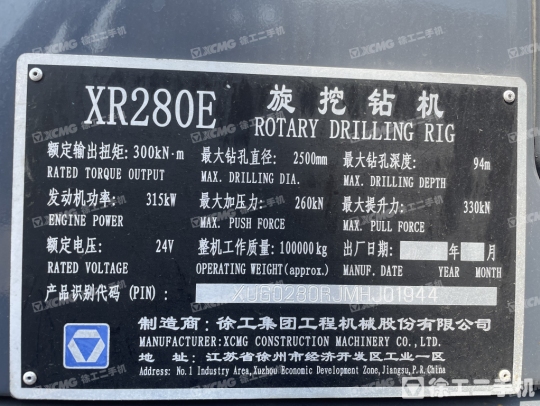 XR280E 旋挖钻机
ROTARY DRILLING RIG
额定输出扭矩: 300kN·m 最大钻孔直径: 2500mm 最大钻孔深度: 94m
RATED TORQUE OUTPUT MAX. DRILLING DIA. MAX. DRILLING DEPTH
发动机功率: 315kW 最大加压力: 260kN 最大提升力: 330kN
ENGINE POWER MAX. PUSH FORCE MAX. PULL FORCE
额定电压: 24V 整机工作质量: 100000kg 出厂日期: 年 月
RATED VOLTAGE OPERATING WEIGHT(approx.) MANUF. DATE YEAR MONTH
产品识别代码 (PIN):
制造商: 徐工集团工程机械股份有限公司
MANUFACTURER:XCMG CONSTRUCTION MACHINERY CO., LTD.
地 址: 江苏省徐州市经济开发区工业一区
Address: No.1 Industry Area, Xuzhou Economic Development Zone, Jiangsu, P.R.China
徐工二手机